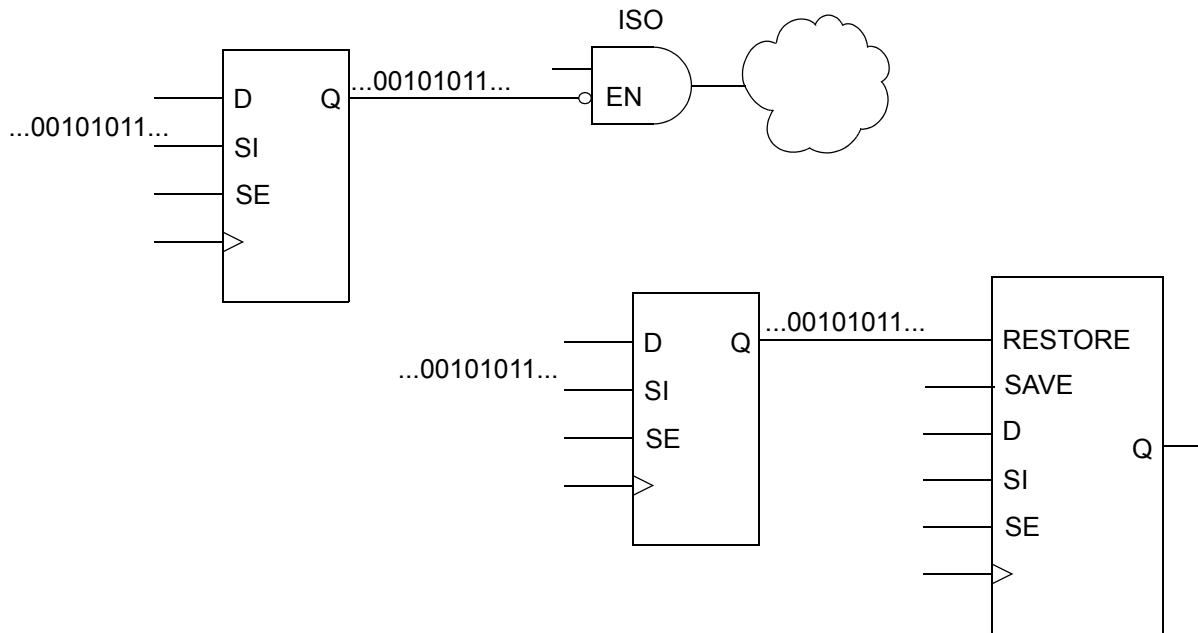 ISO
D
Q
...00101011...
EN
...00101011...
SI
SE
D
Q
...00101011...
...00101011...
SI
SE
RESTORE
SAVE
D
Q
SI
SE